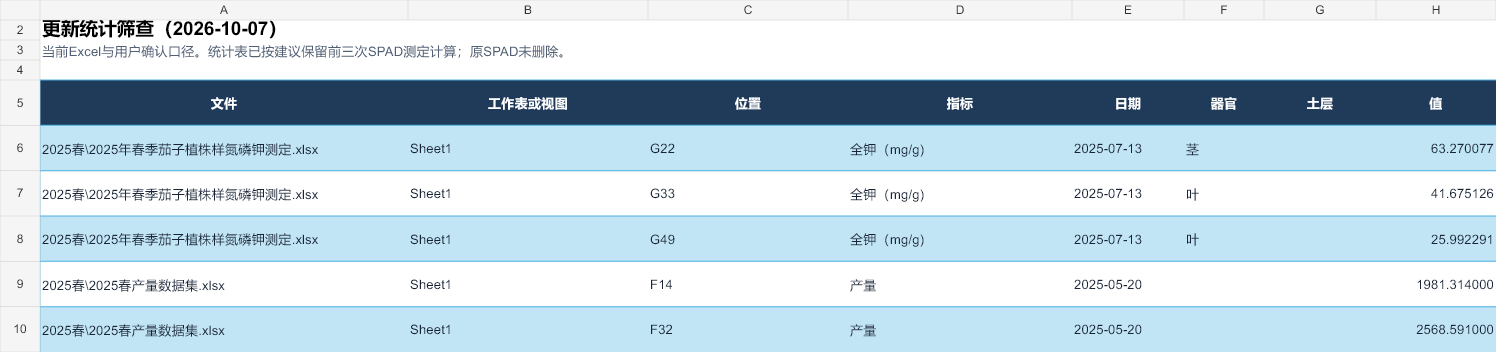 A B C D E F G H
2 更新统计筛查（2026-10-07）
3 当前Excel与用户确认口径。统计表已按建议保留前三次SPAD测定计算；原SPAD未删除。
4
5 文件 工作表或视图 位置 指标 日期 器官 土层 值
6 2025春\2025年春季茄子植株样氮磷钾测定.xlsx Sheet1 G22 全钾（mg/g） 2025-07-13 茎 63.270077
7 2025春\2025年春季茄子植株样氮磷钾测定.xlsx Sheet1 G33 全钾（mg/g） 2025-07-13 叶 41.675126
8 2025春\2025年春季茄子植株样氮磷钾测定.xlsx Sheet1 G49 全钾（mg/g） 2025-07-13 叶 25.992291
9 2025春\2025春产量数据集.xlsx Sheet1 F14 产量 2025-05-20 1981.314000
10 2025春\2025春产量数据集.xlsx Sheet1 F32 产量 2025-05-20 2568.591000